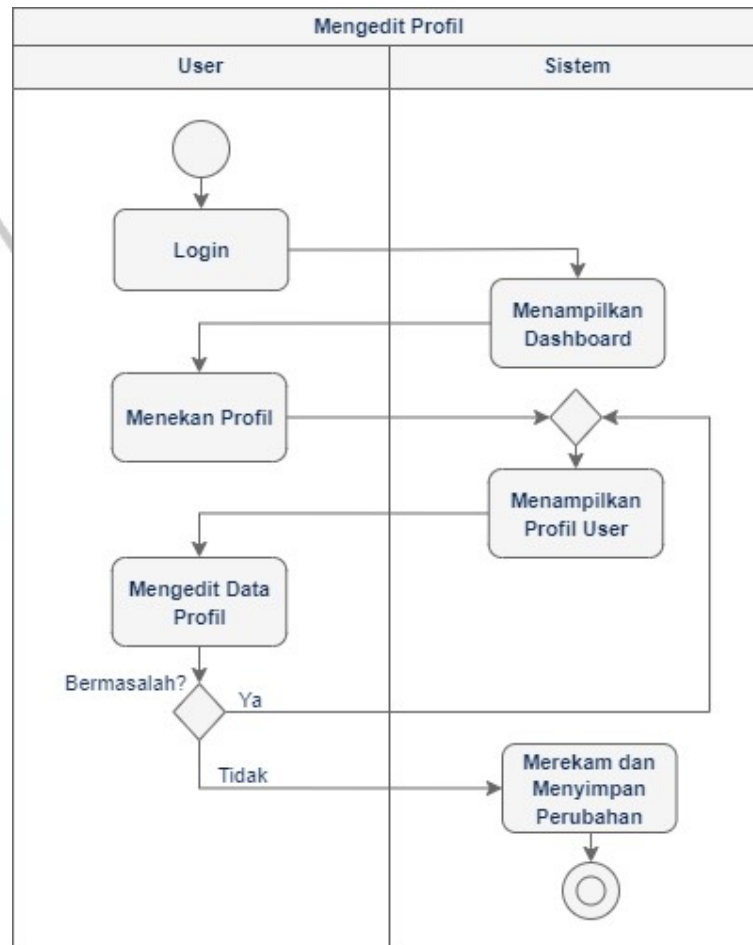 Mengedit Profil
User
Sistem
Login
Menampilkan
Dashboard
Menekan Profil
Menampilkan
Profil User
Mengedit Data
Profil
Bermasalah?
Ya
Tidak
Merekam dan
Menyimpan
Perubahan